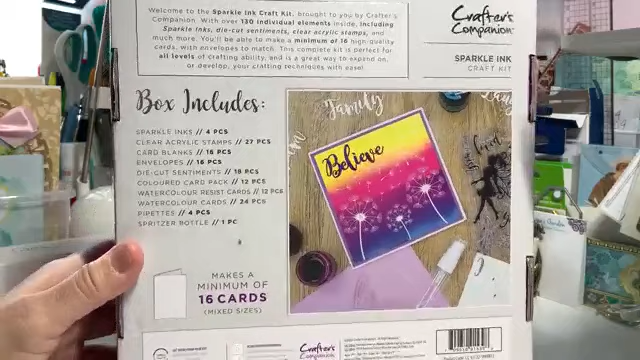 Welcome to the Sparkle Ink Craft Kit, brought to you by Crafter's
Companion. With over 130 individual elements inside, including
Sparkle inks, die-cut sentiments, clear acrylic stamps, and
much more. You'll be able to make a minimum of 16 high quality
cards, with envelopes to match. This complete kit is perfect for
all levels of crafting ability, and is a great way to expand on,
or develop, your crafting techniques with ease!
Crafter's
Companion
SPARKLE INK
CRAFT KIT
Box Includes:
SPARKLE INKS // 4 PCS
CLEAR ACRYLIC STAMPS // 27 PCS
CARD BLANKS // 16 PCS
ENVELOPES // 16 PCS
DIE-CUT SENTIMENTS // 18 PCS
COLOURED CARD PACK // 12 PCS
WATERCOLOUR RESIST CARDS // 12 PCS
WATERCOLOUR CARDS // 24 PCS
PIPETTES // 4 PCS
SPRITZER BOTTLE // 1 PC
Family
Believe
MAKES A
MINIMUM OF
16 CARDS
(MIXED SIZES)
Crafter's
Companion